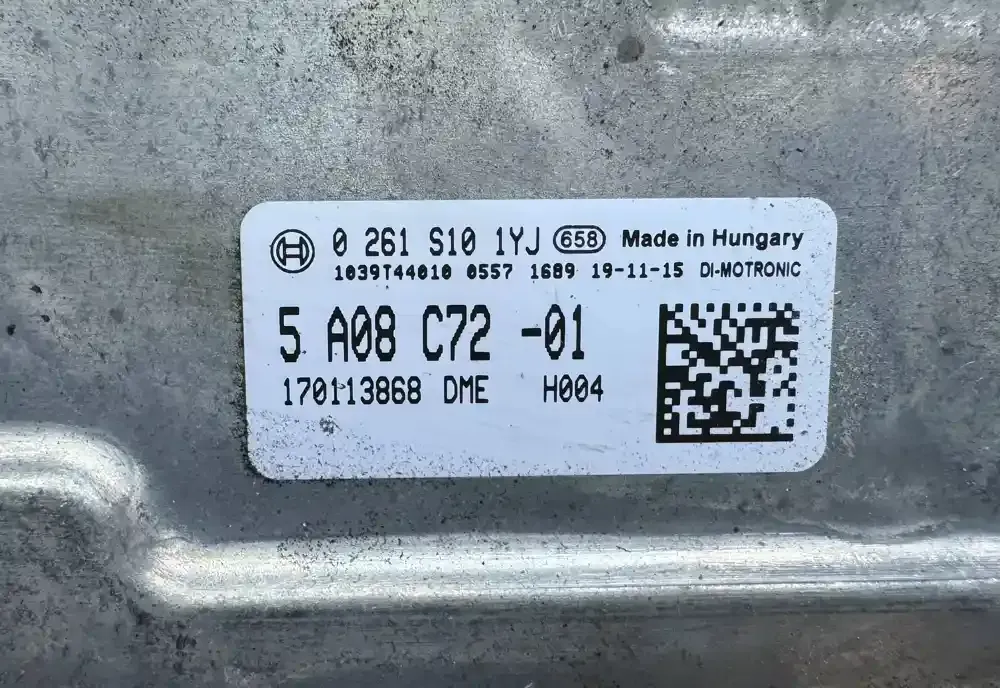 0 261 S10 1YJ 658 Made in Hungary
1039T44010 0557 1689 19-11-15 DI-MOTRONIC
5 A08 C72 -01
170113868 DME H004